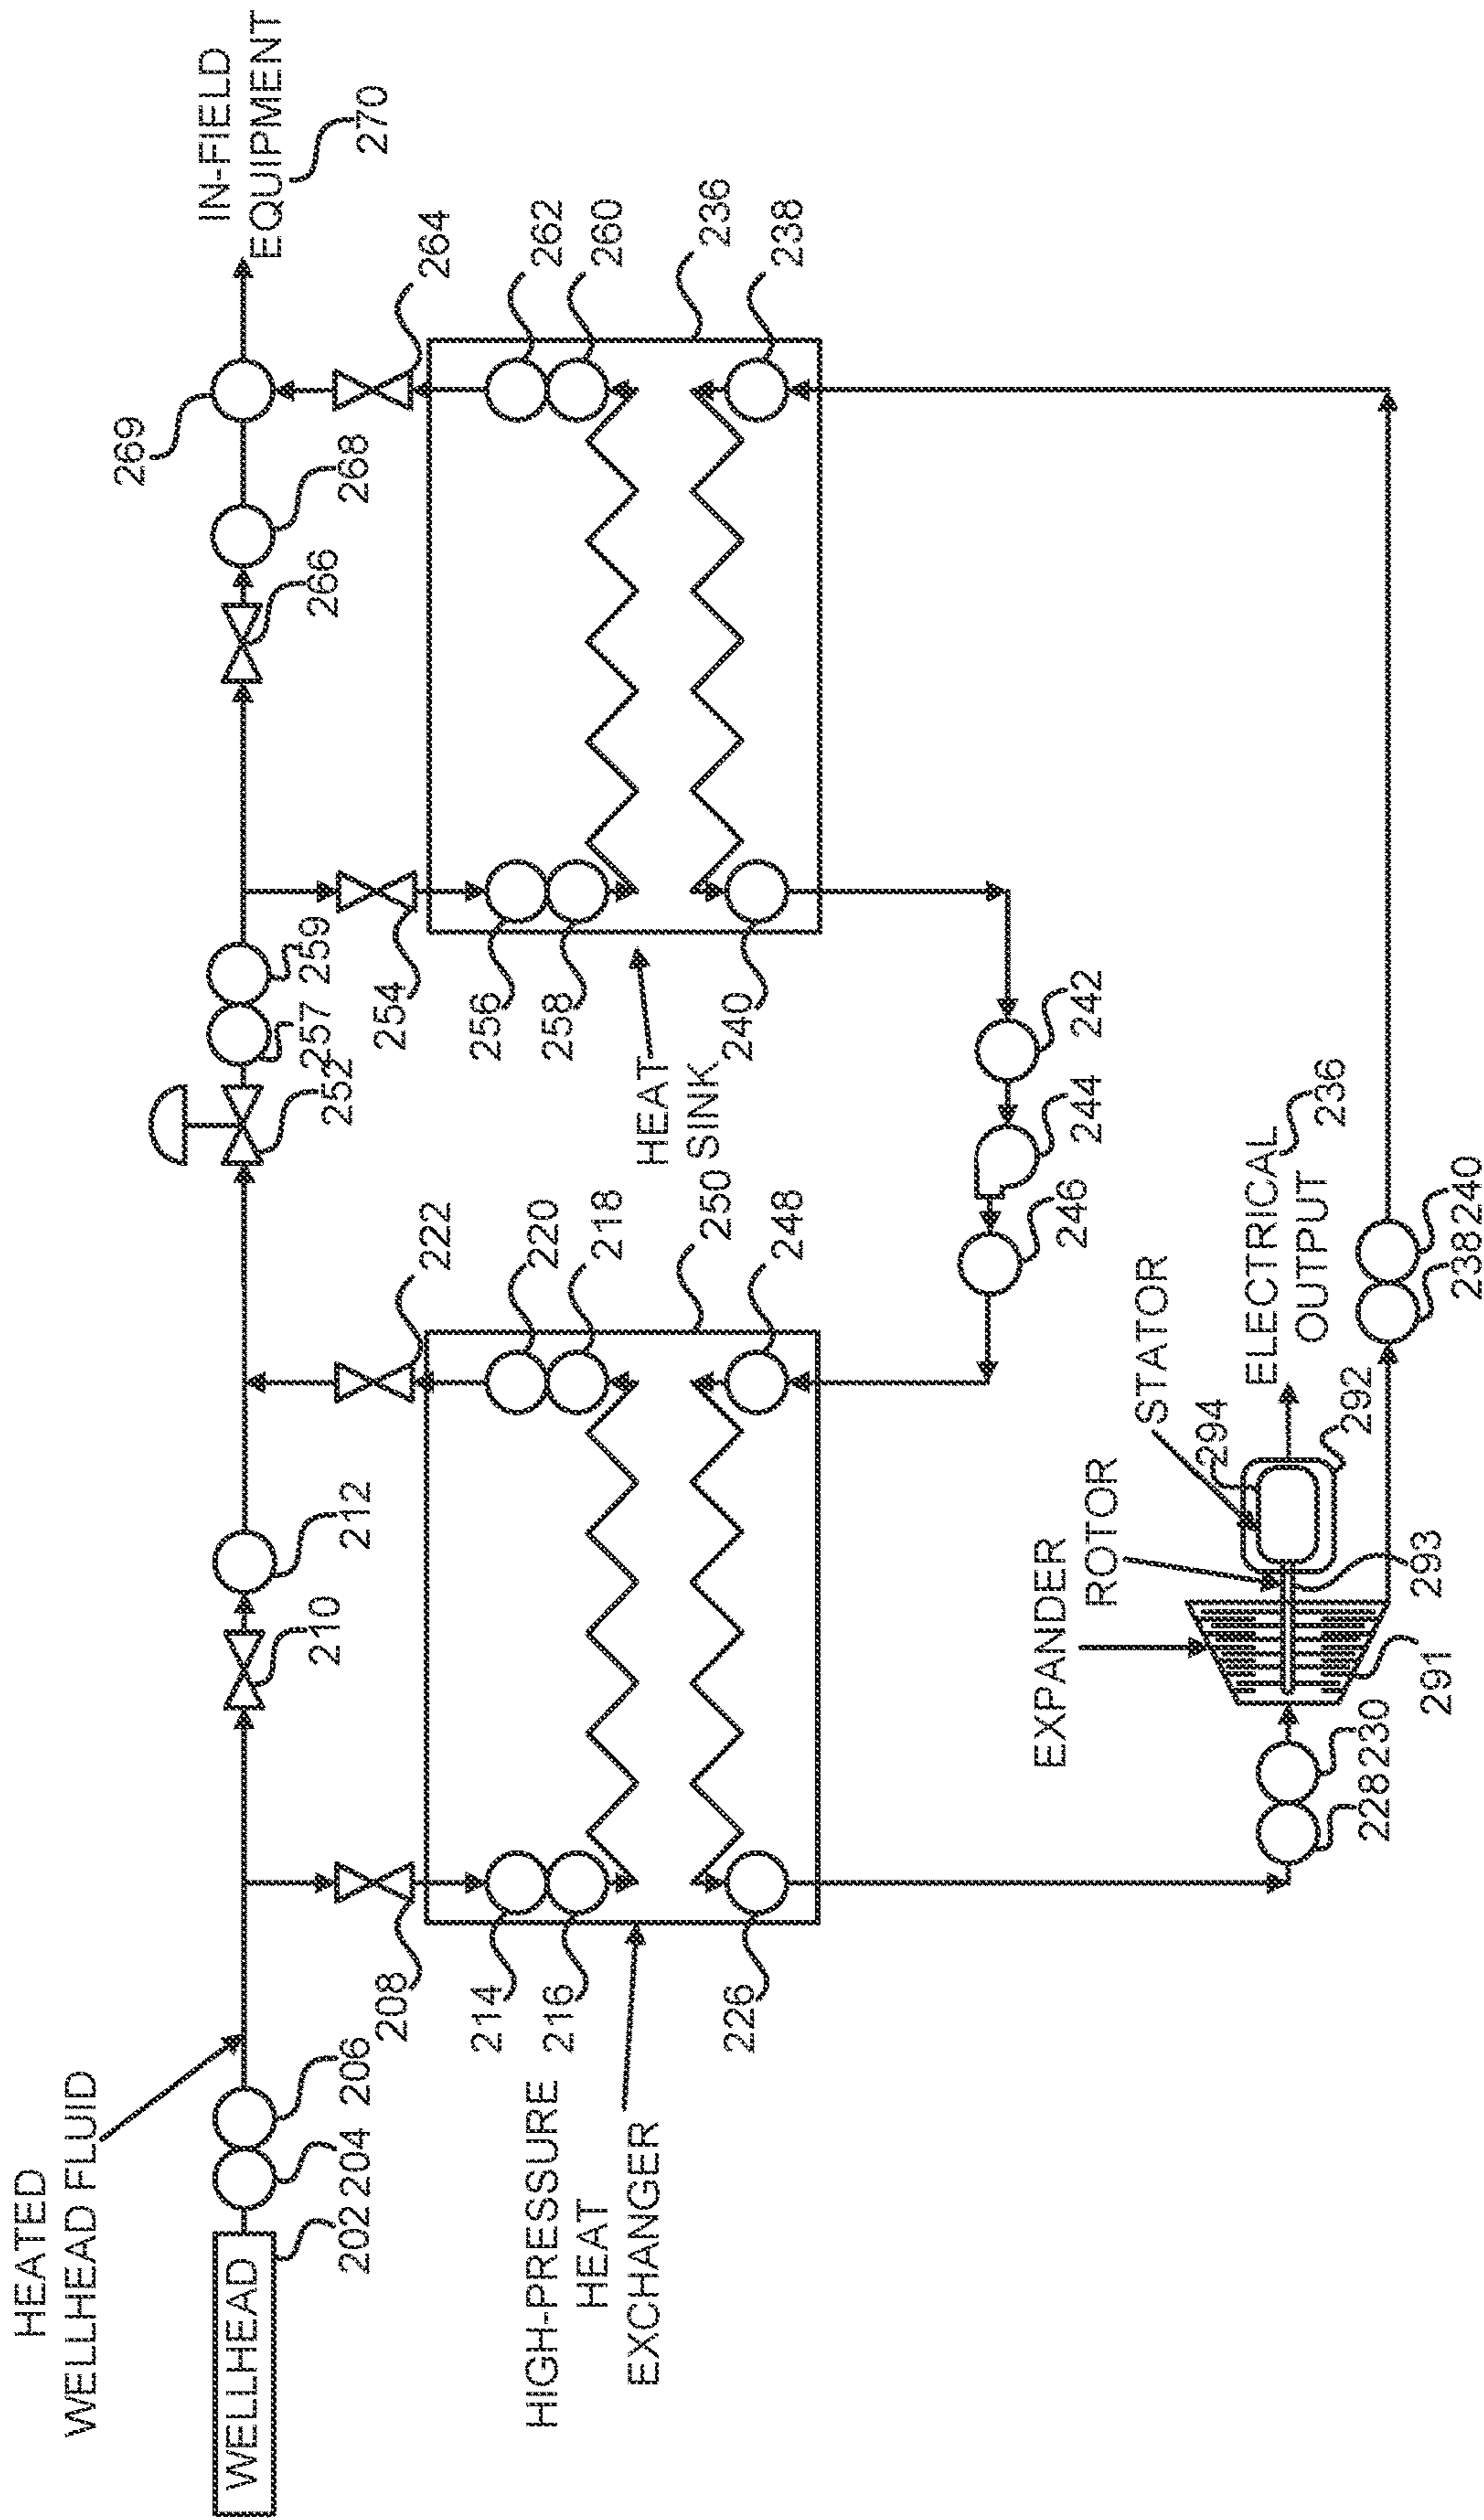 HEATED
WELLHEAD FLUID
WELLHEAD
202
204
206
208
210
212
214
216
HIGH-PRESSURE
HEAT
EXCHANGER
218
220
222
226
248
250
252
257
259
254
256
258
240
HEAT
SINK
266
268
269
264
262
260
236
238
IN-FIELD
EQUIPMENT
270
242
244
246
EXPANDER
ROTOR
STATOR
294
ELECTRICAL
OUTPUT
236
292
293
291
228
230
238
240